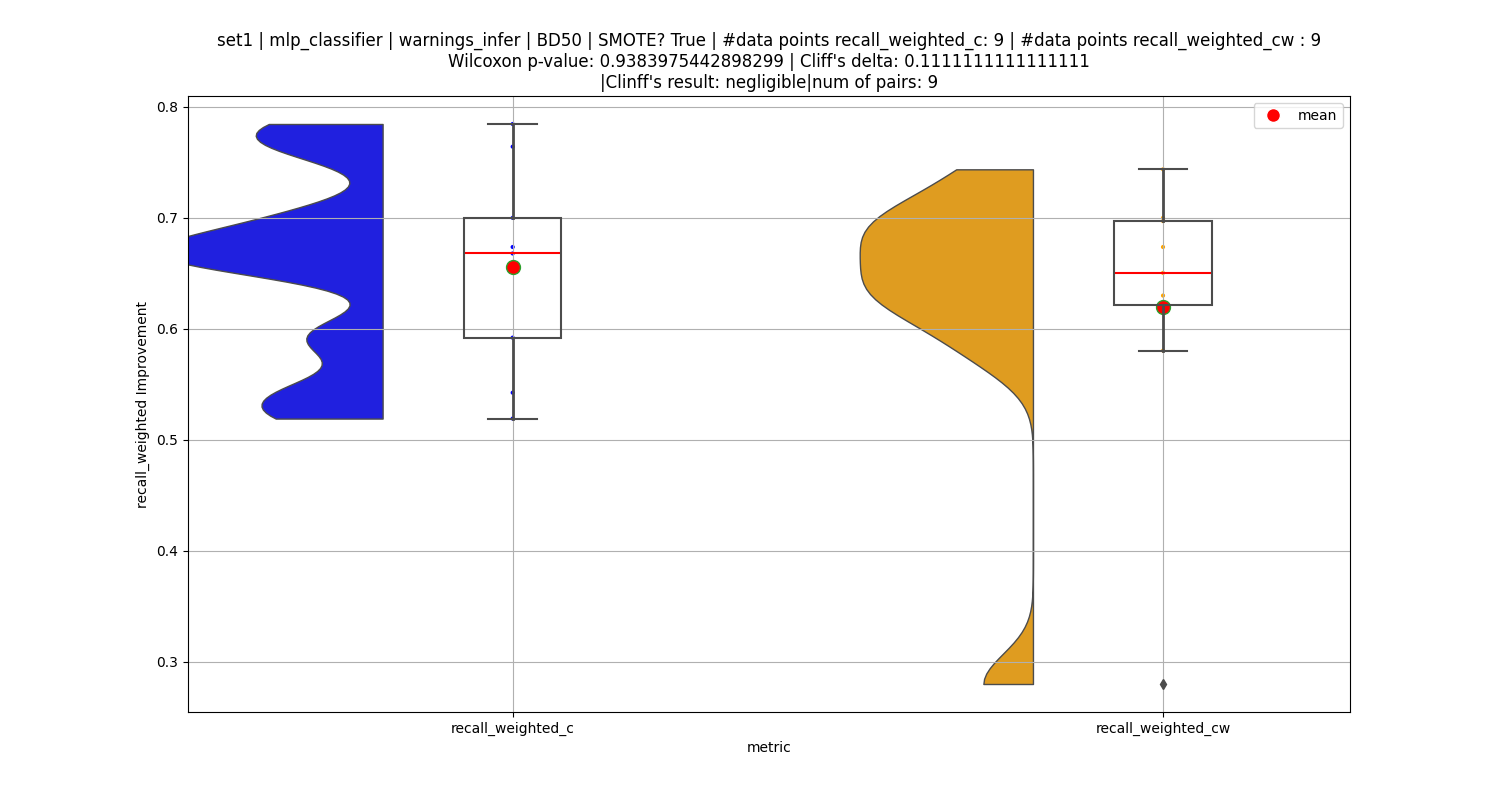 set1 | mlp_classifier | warnings_infer | BD50 | SMOTE? True | #data points recall_weighted_c: 9 | #data points recall_weighted_cw : 9
Wilcoxon p-value: 0.9383975442898299 | Cliff's delta: 0.1111111111111111
|Clinff's result: negligible|num of pairs: 9
mean
0.8
0.7
0.6
0.5
0.4
0.3
recall_weighted Improvement
recall_weighted_c
recall_weighted_cw
metric